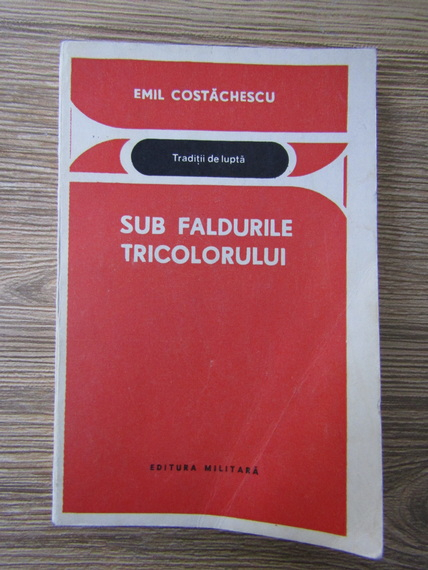 EMIL COSTĂCHESCU
Tradiții de luptă
SUB FALDURILE
TRICOLORULUI
EDITURA MILITARĂ